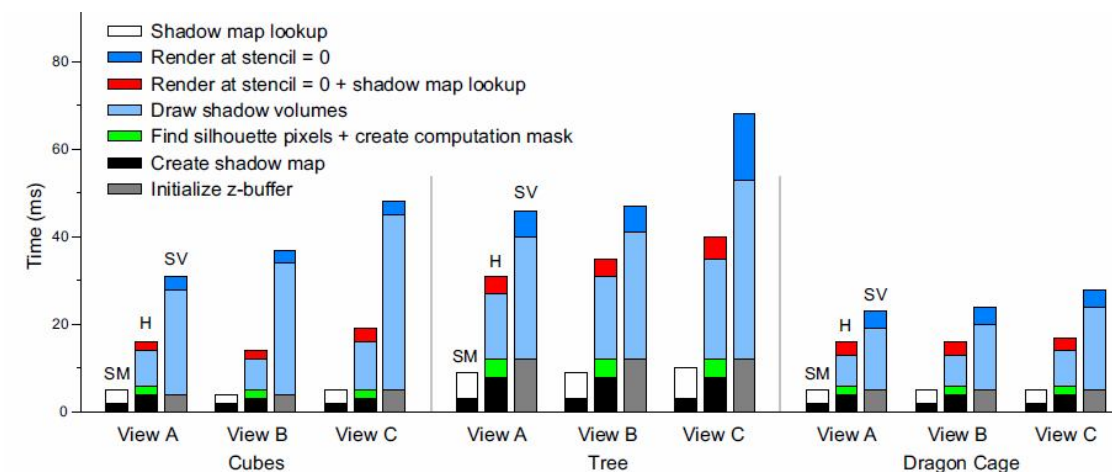 Shadow map lookup
Render at stencil = 0
Render at stencil = 0 + shadow map lookup
Draw shadow volumes
Find silhouette pixels + create computation mask
Create shadow map
Initialize z-buffer
Time (ms)
80
60
40
20
0
SM
H
SV
SM
H
SV
SM
H
SV
View A
View B
View C
View A
View B
View C
View A
View B
View C
Cubes
Tree
Dragon Cage